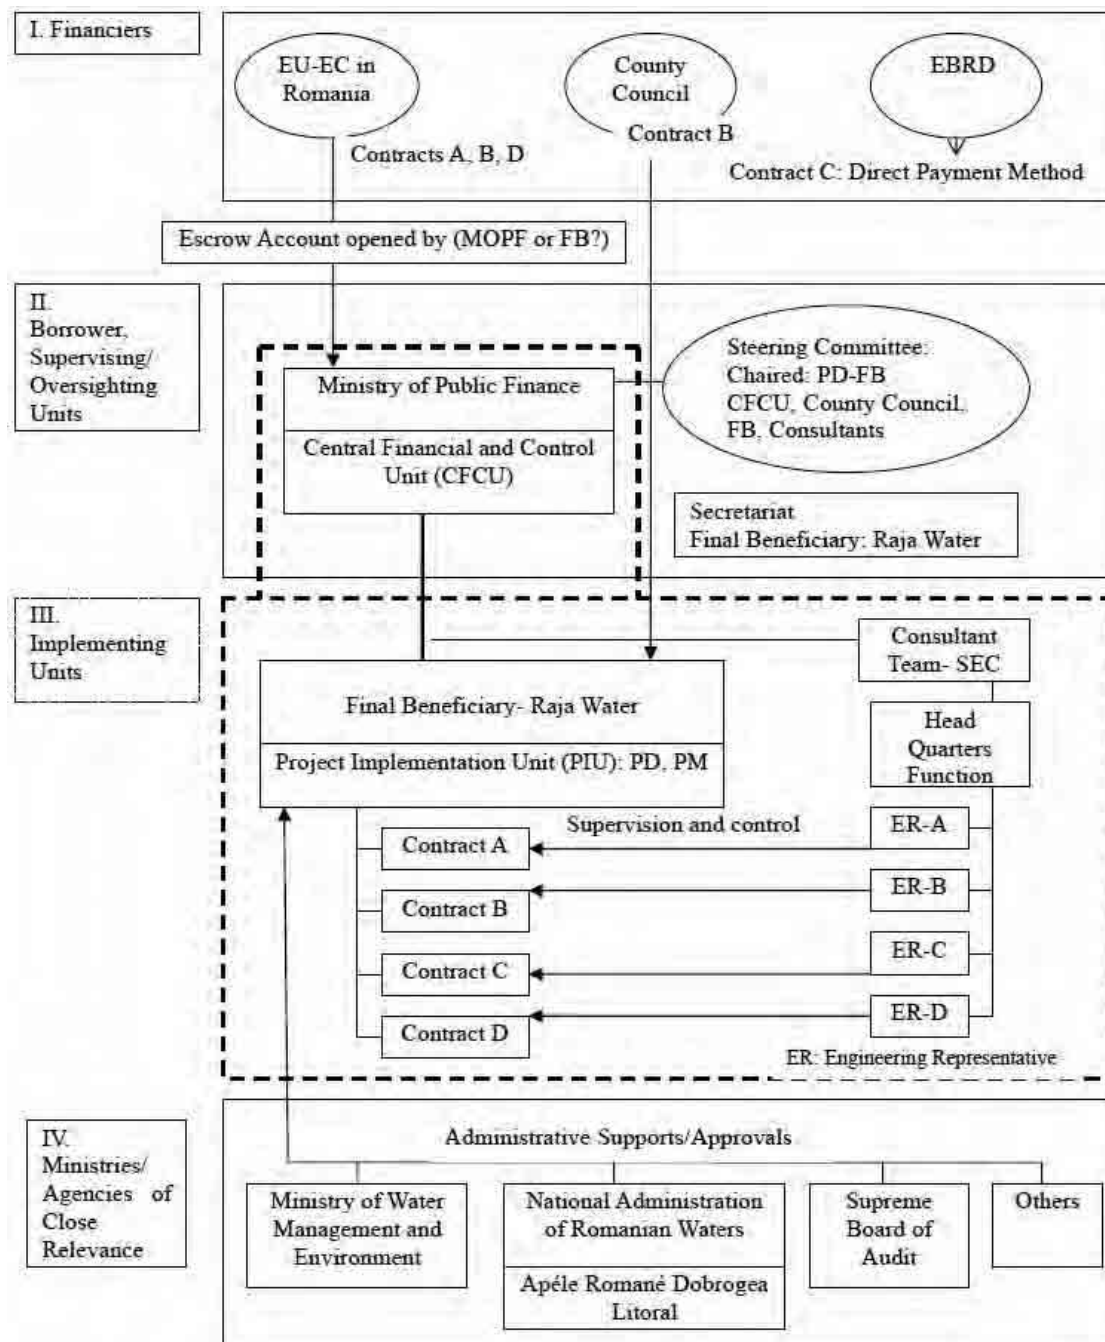 I. Financiers
EU-EC in
Romania
County
Council
EBRD
Contract B
Contracts A, B, D
Contract C: Direct Payment Method
Escrow Account opened by (MOPF or FB?)
II.
Borrower,
Supervising/
Oversighting
Units
Steering Committee:
Chaired: PD-FB
CFCU, County Council,
FB, Consultants
Ministry of Public Finance
Central Financial and Control
Unit (CFCU)
Secretariat
Final Beneficiary: Raja Water
III.
Implementing
Units
Consultant
Team- SEC
Final Beneficiary- Raja Water
Project Implementation Unit (PIU): PD, PM
Head
Quarters
Function
Supervision and control
Contract A
ER-A
Contract B
ER-B
Contract C
ER-C
Contract D
ER-D
ER: Engineering Representative
IV.
Ministries/
Agencies of
Close
Relevance
Administrative Supports/Approvals
Ministry of Water
Management and
Environment
National Administration
of Romanian Waters
Apéle Romané Dobrogea
Litoral
Supreme
Board of
Audit
Others